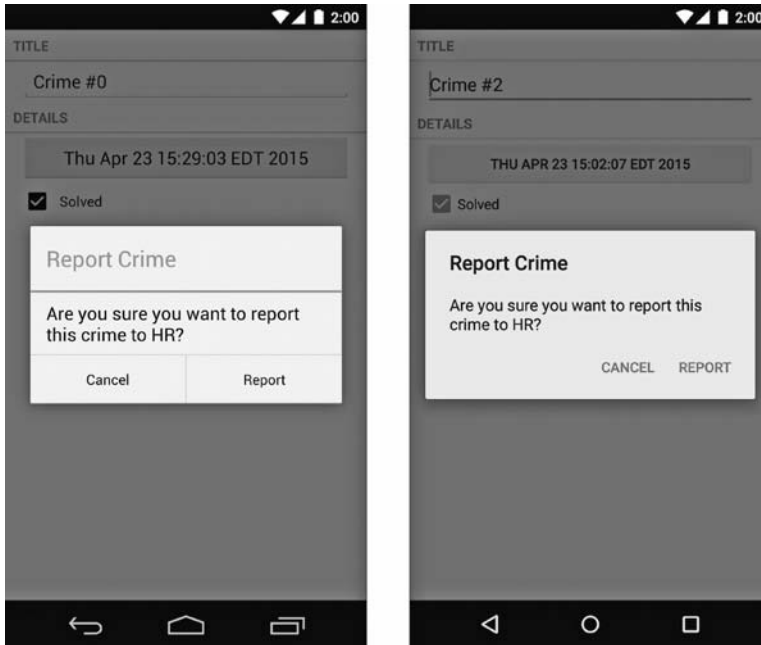 2:00
TITLE
Crime #0
DETAILS
Thu Apr 23 15:29:03 EDT 2015
Solved
Report Crime
Are you sure you want to report
this crime to HR?
Cancel Report
2:00
TITLE
Crime #2
DETAILS
THU APR 23 15:02:07 EDT 2015
Solved
Report Crime
Are you sure you want to report this
crime to HR?
CANCEL REPORT